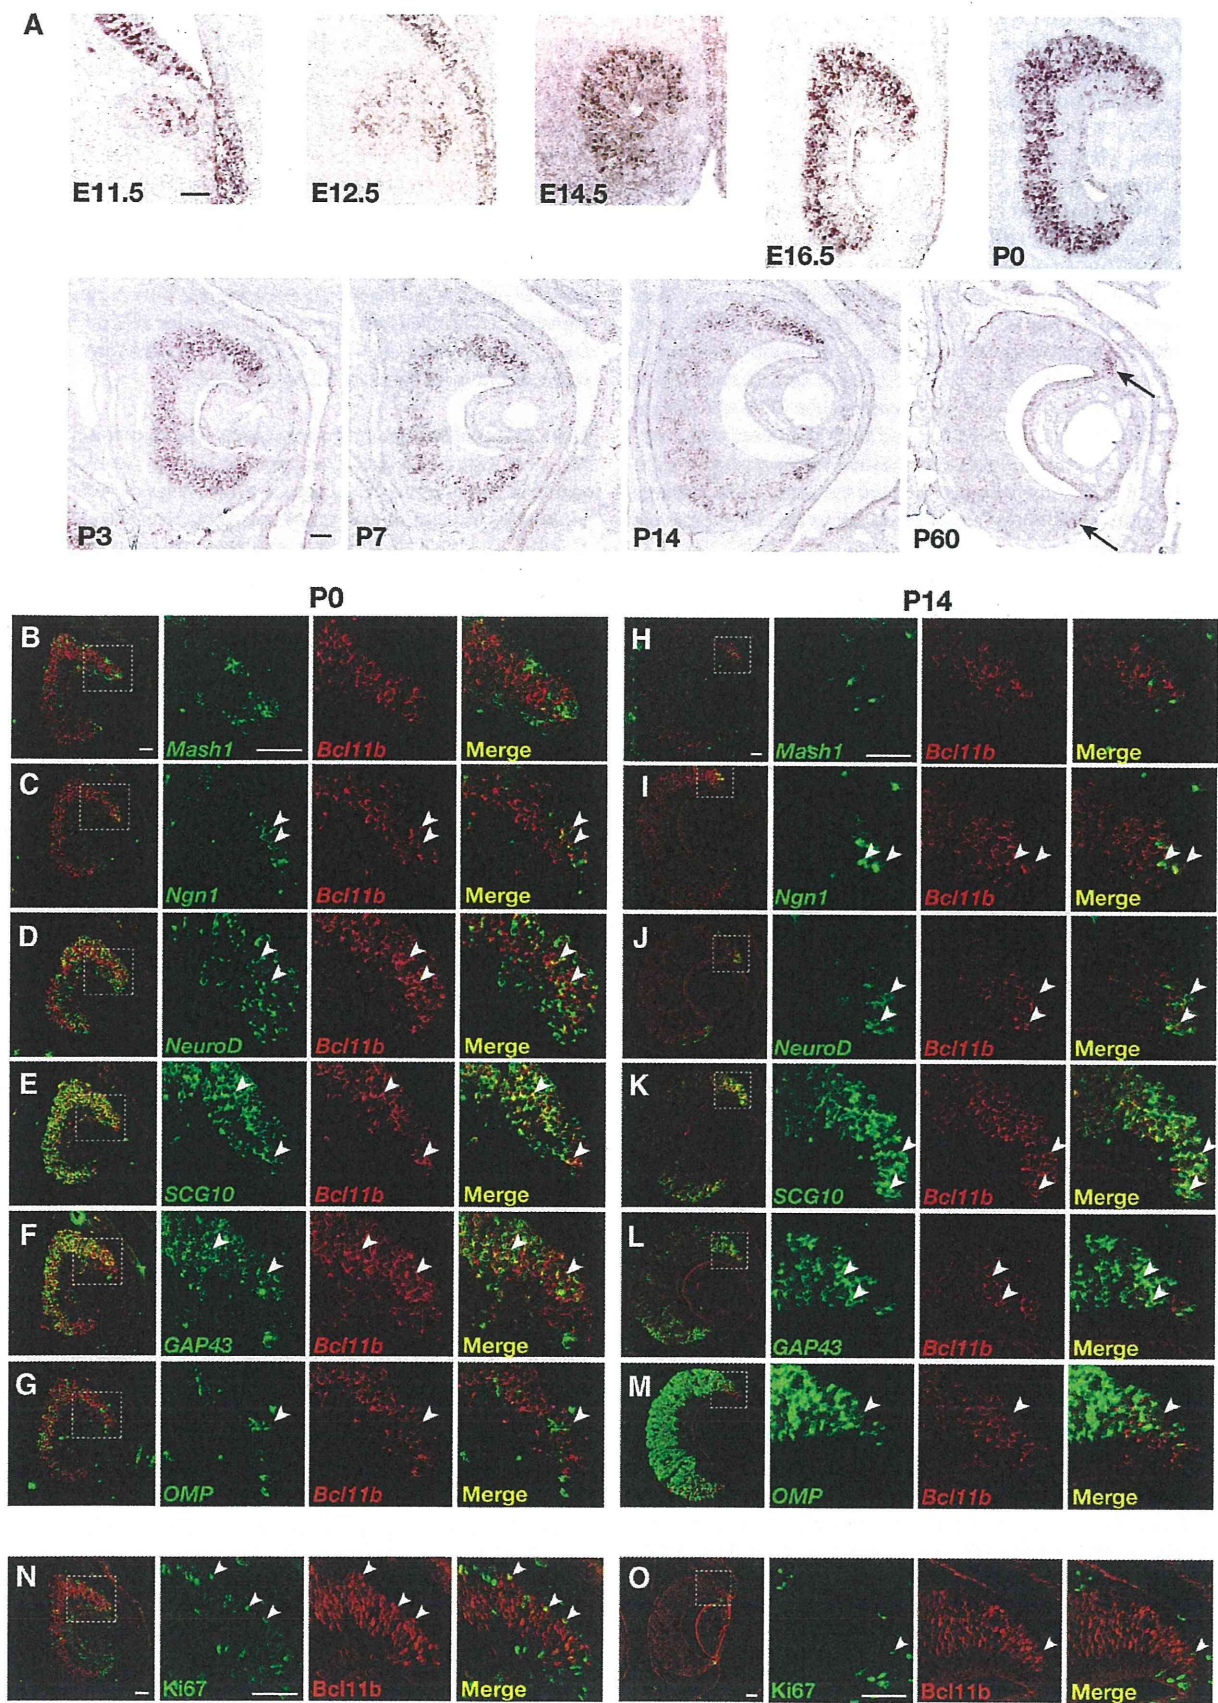 A
E11.5 E12.5 E14.5 E16.5 P0
P3 P7 P14 P60
P0 P14
B Mash1 Bcl11b Merge H Mash1 Bcl11b Merge
C Ngn1 Bcl11b Merge I Ngn1 Bcl11b Merge
D NeuroD Bcl11b Merge J NeuroD Bcl11b Merge
E SCG10 Bcl11b Merge K SCG10 Bcl11b Merge
F GAP43 Bcl11b Merge L GAP43 Bcl11b Merge
G OMP Bcl11b Merge M OMP Bcl11b Merge
N Ki67 Bcl11b Merge O Ki67 Bcl11b Merge